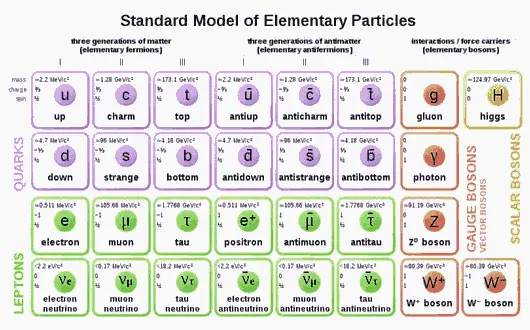 Standard Model of Elementary Particles
three generations of matter
(elementary fermions)
three generations of antimatter
(elementary antifermions)
interactions / force carriers
(elementary bosons)
I II III I II III
mass
charge
spin
≈2.2 MeV/c²
⅔
½
u
up
≈1.28 GeV/c²
⅔
½
c
charm
≈173.1 GeV/c²
⅔
½
t
top
≈2.2 MeV/c²
-⅔
½
ū
antiup
≈1.28 GeV/c²
-⅔
½
c̄
anticharm
≈173.1 GeV/c²
-⅔
½
t̄
antitop
0
0
1
g
gluon
≈124.97 GeV/c²
0
0
H
higgs
QUARKS
≈4.7 MeV/c²
-⅓
½
d
down
≈96 MeV/c²
-⅓
½
s
strange
≈4.18 GeV/c²
-⅓
½
b
bottom
≈4.7 MeV/c²
⅓
½
d̄
antidown
≈96 MeV/c²
⅓
½
s̄
antistrange
≈4.18 GeV/c²
⅓
½
b̄
antibottom
0
0
1
γ
photon
LEPTONS
≈0.511 MeV/c²
-1
½
e
electron
≈105.66 MeV/c²
-1
½
μ
muon
≈1.7768 GeV/c²
-1
½
τ
tau
≈0.511 MeV/c²
1
½
e⁺
positron
≈105.66 MeV/c²
1
½
μ̄
antimuon
≈1.7768 GeV/c²
1
½
τ̄
antitau
≈91.19 GeV/c²
0
1
Z
Z⁰ boson
<2.2 eV/c²
0
½
νe
electron
neutrino
<0.17 MeV/c²
0
½
νμ
muon
neutrino
<18.2 MeV/c²
0
½
ντ
tau
neutrino
<2.2 eV/c²
0
½
ν̄e
electron
antineutrino
<0.17 MeV/c²
0
½
ν̄μ
muon
antineutrino
<18.2 MeV/c²
0
½
ν̄τ
tau
antineutrino
≈80.39 GeV/c²
1
1
W⁺
W⁺ boson
≈80.39 GeV/c²
-1
1
W⁻
W⁻ boson
GAUGE BOSONS
VECTOR BOSONS
SCALAR BOSONS